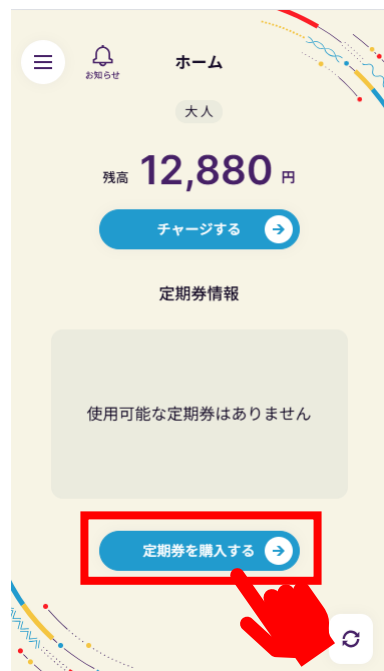 ホーム
お知らせ
大人
残高 12,880 円
チャージする
定期券情報
使用可能な定期券はありません
定期券を購入する